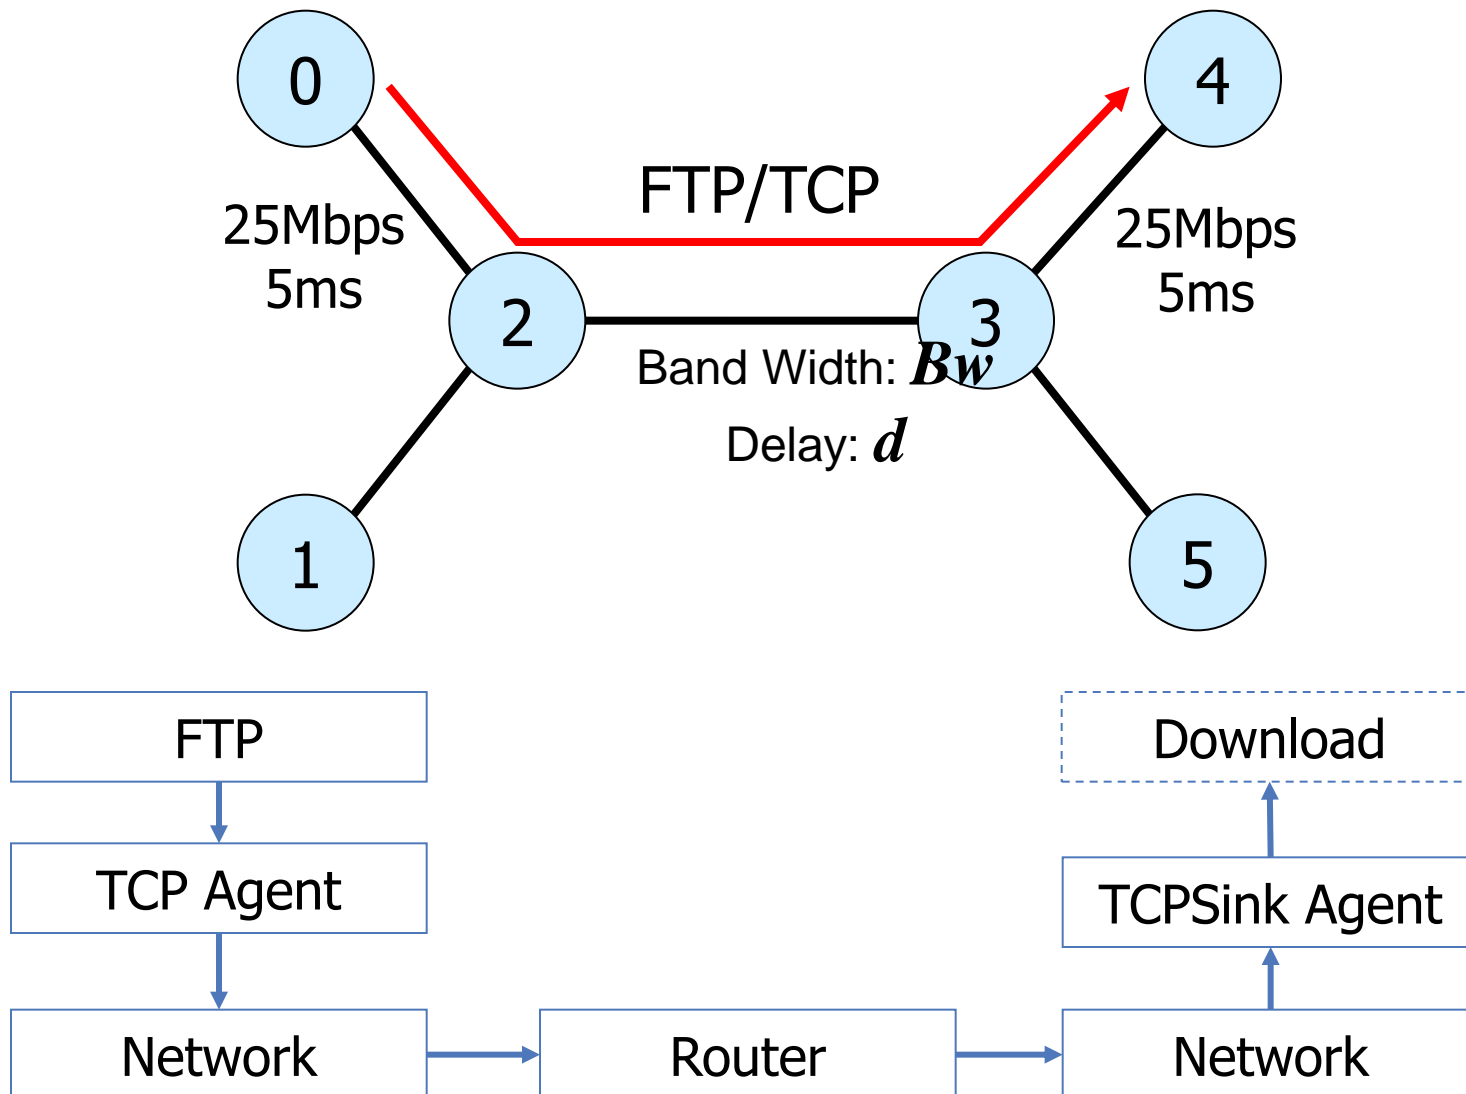 0
4
FTP/TCP
25Mbps
5ms
25Mbps
5ms
2
3
Band Width: Bw
Delay: d
1
5
FTP
Download
TCP Agent
TCPSink Agent
Network
Router
Network